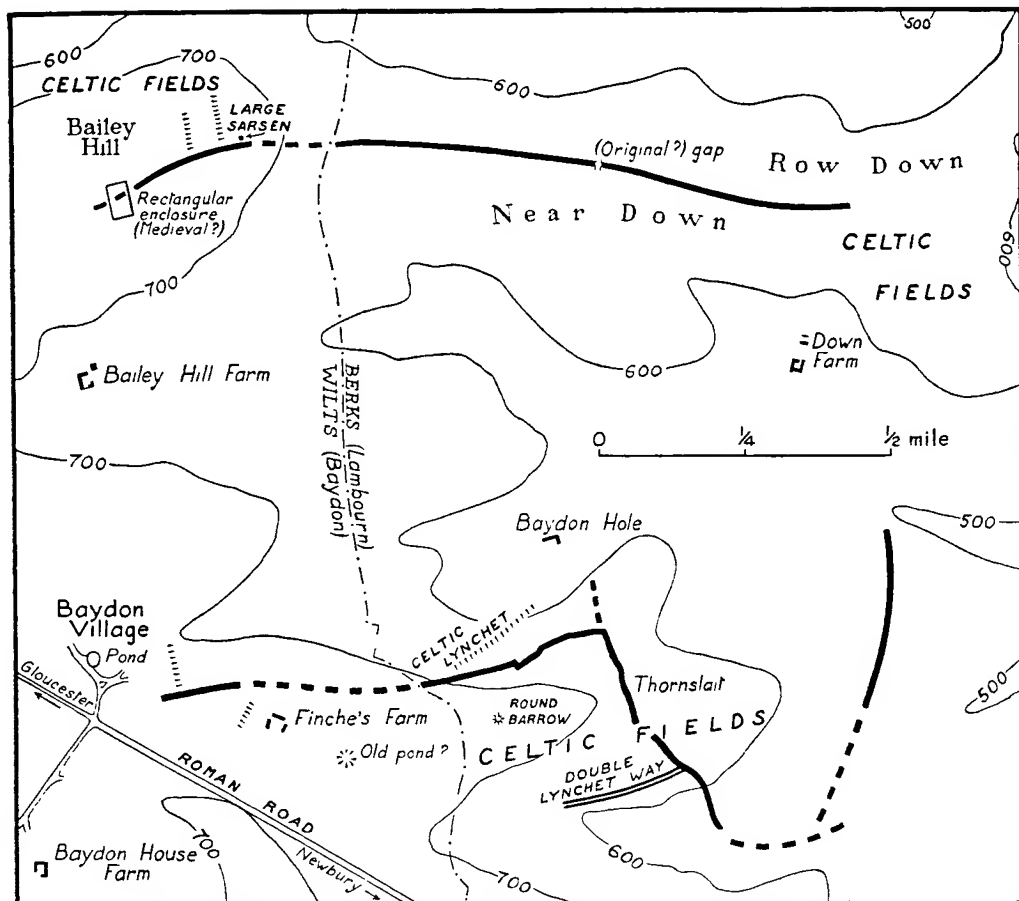 500
600
700
CELTIC FIELDS
600
LARGE
SARSEN
Bailey
Hill
(Original?) gap
Row Down
Rectangular
enclosure
(Medieval?)
Near Down
CELTIC
FIELDS
600
700
Down
Farm
600
Bailey Hill Farm
BERKS (Lambourn)
WILTS (Baydon)
0 1/4 1/2 mile
700
500
Baydon Hole
Baydon
Village
Pond
CELTIC
LYNCHET
500
Gloucester
Thornslait
ROUND
BARROW
Finche's Farm
CELTIC FIELDS
Old pond?
DOUBLE
LYNCHET WAY
ROMAN ROAD
700
Newbury
Baydon House
Farm
600
700